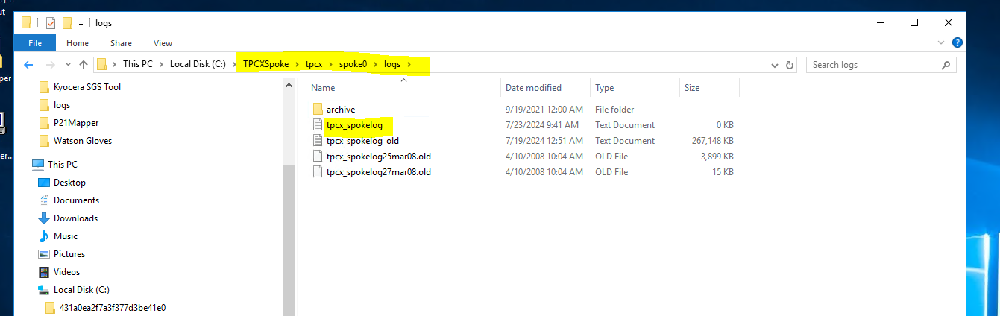 ut
logs
File Home Share View
This PC Local Disk (C:) TPCXSpoke tpcx spoke0 logs Search logs
per
er...
Kyocera SGS Tool
logs
P21Mapper
Watson Gloves
This PC
Desktop
Documents
Downloads
Music
Pictures
Videos
Local Disk (C:)
431a0ea2f7a3f377d3be41e0
Name Date modified Type Size
archive 9/19/2021 12:00 AM File folder
tpcx_spokelog 7/23/2024 9:41 AM Text Document 0 KB
tpcx_spokelog_old 7/19/2024 12:51 AM Text Document 267,148 KB
tpcx_spokelog25mar08.old 4/10/2008 10:04 AM OLD File 3,899 KB
tpcx_spokelog27mar08.old 4/10/2008 10:04 AM OLD File 15 KB